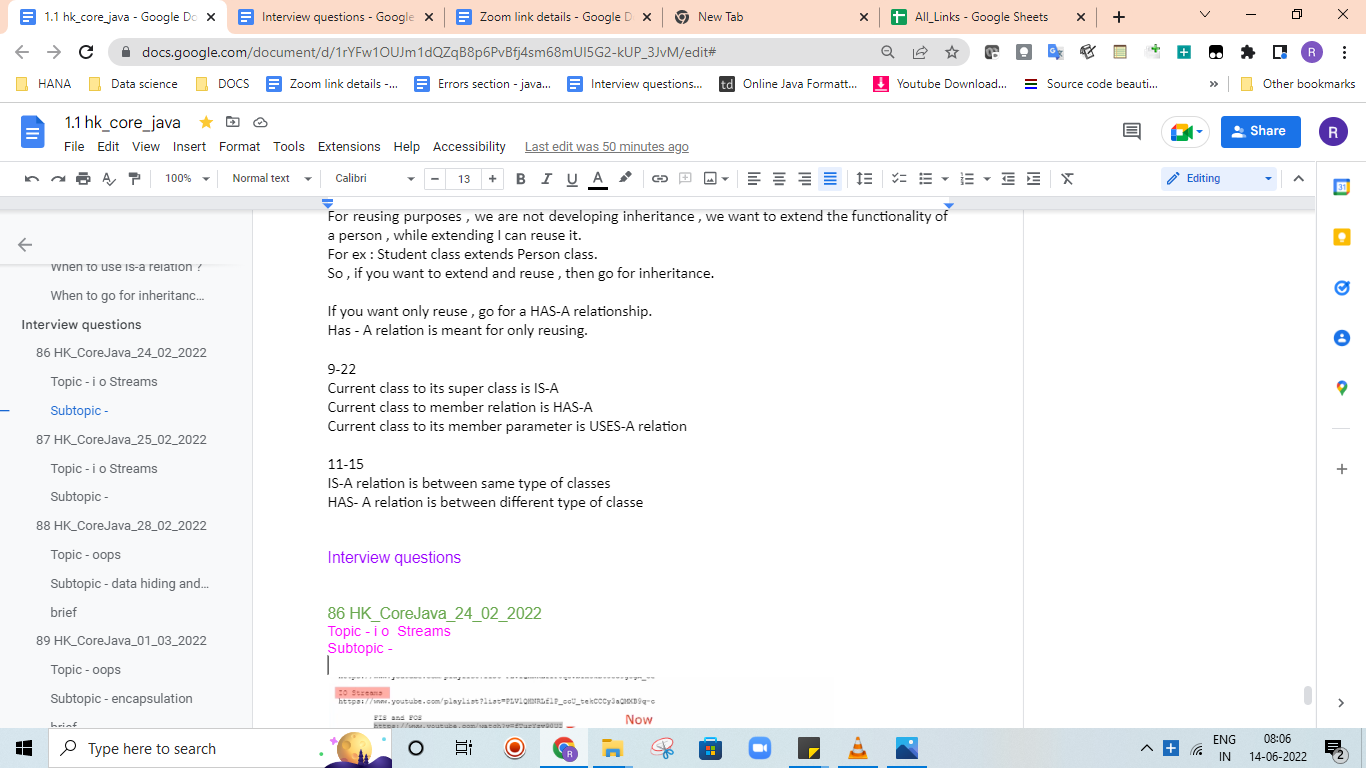 1.1 hk_core_java - Google Do
Interview questions - Google
Zoom link details - Google D
New Tab
All_Links - Google Sheets
docs.google.com/document/d/1rYFw1OUJm1dQZqB8p6PvBfj4sm68mUI5G2-kUP_3JvM/edit#
R
HANA
Data science
DOCS
Zoom link details -...
Errors section - java...
Interview questions...
td Online Java Formatt...
Youtube Download...
Source code beauti...
»
Other bookmarks
1.1 hk_core_java
Share
R
File Edit View Insert Format Tools Extensions Help Accessibility Last edit was 50 minutes ago
100% Normal text Calibri − 13 + B I U A Editing
31
For reusing purposes , we are not developing inheritance , we want to extend the functionality of
a person , while extending I can reuse it.
For ex : Student class extends Person class.
So , if you want to extend and reuse , then go for inheritance.
If you want only reuse , go for a HAS-A relationship.
Has - A relation is meant for only reusing.
9-22
Current class to its super class is IS-A
Current class to member relation is HAS-A
Current class to its member parameter is USES-A relation
11-15
IS-A relation is between same type of classes
HAS- A relation is between different type of classe
Interview questions
86 HK_CoreJava_24_02_2022
Topic - i o  Streams
Subtopic -
IO Streams
FIS and FOS
Now
When to use is-a relation ?
When to go for inheritanc...
Interview questions
86 HK_CoreJava_24_02_2022
Topic - i o Streams
Subtopic -
87 HK_CoreJava_25_02_2022
Topic - i o Streams
Subtopic -
88 HK_CoreJava_28_02_2022
Topic - oops
Subtopic - data hiding and...
brief
89 HK_CoreJava_01_03_2022
Topic - oops
Subtopic - encapsulation
brief
Type here to search
R
ENG
IN
08:06
14-06-2022
2